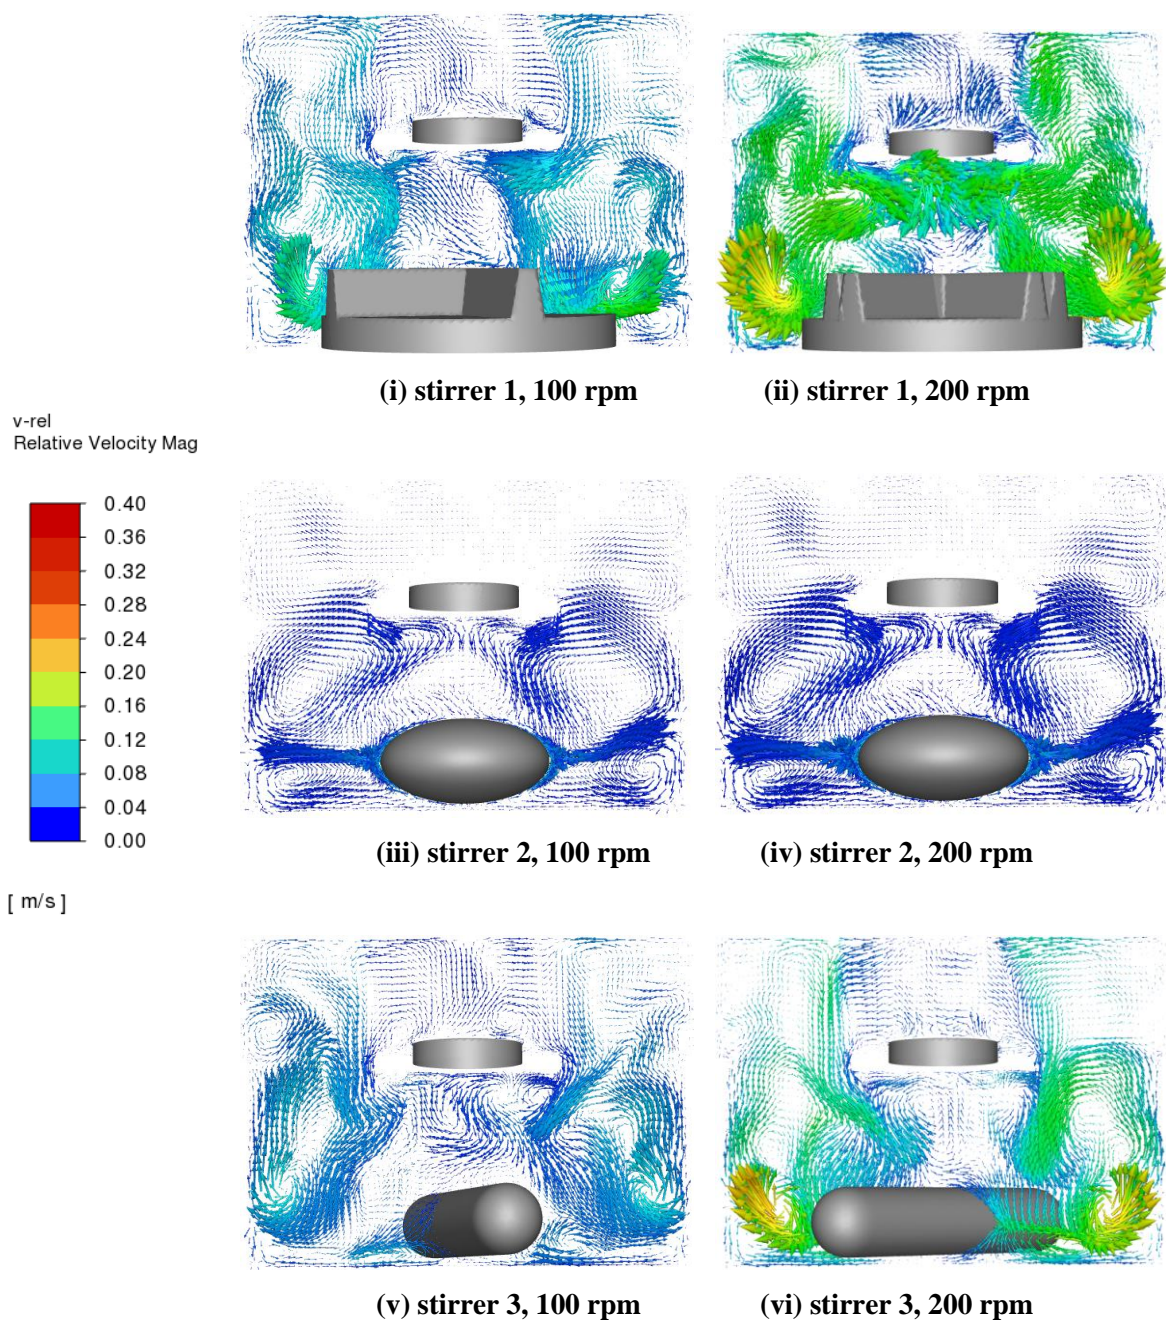 (i) stirrer 1, 100 rpm
(ii) stirrer 1, 200 rpm
v-rel
Relative Velocity Mag
0.40
0.36
0.32
0.28
0.24
0.20
0.16
0.12
0.08
0.04
0.00
[ m/s ]
(iii) stirrer 2, 100 rpm
(iv) stirrer 2, 200 rpm
(v) stirrer 3, 100 rpm
(vi) stirrer 3, 200 rpm